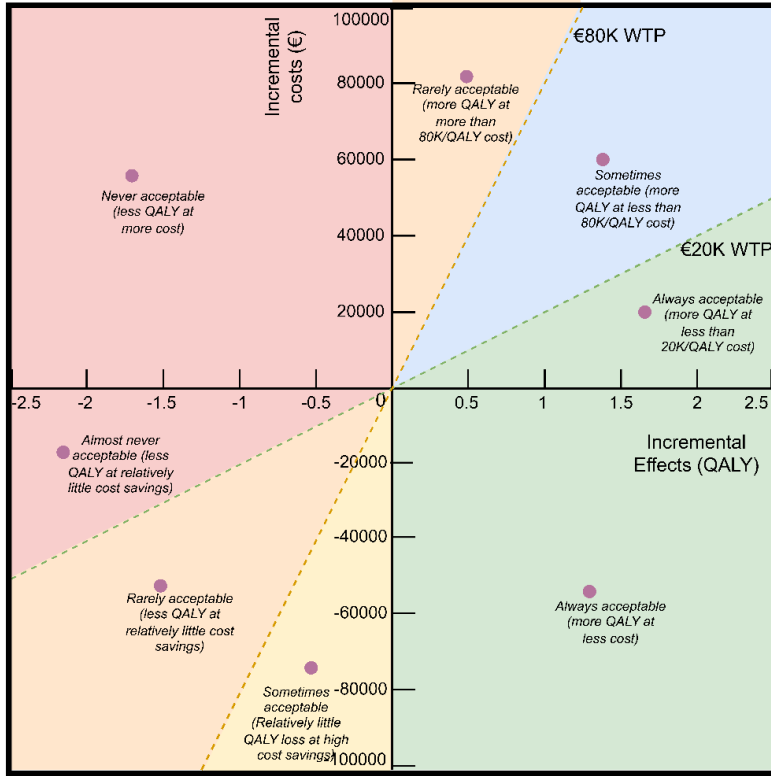 Incremental
costs (€)
100000
80000
60000
40000
20000
0
-20000
-40000
-60000
-80000
-100000
-2.5
-2
-1.5
-1
-0.5
0.5
1
1.5
2
2.5
€80K WTP
€20K WTP
Rarely acceptable
(more QALY at
more than
80K/QALY cost)
Never acceptable
(less QALY at
more cost)
Sometimes
acceptable (more
QALY at less than
80K/QALY cost)
Always acceptable
(more QALY at
less than
20K/QALY cost)
Incremental
Effects (QALY)
Almost never
acceptable (less
QALY at relatively
little cost savings)
Rarely acceptable
(less QALY at
relatively little cost
savings)
Sometimes
acceptable
(Relatively little
QALY loss at high
cost savings)
Always acceptable
(more QALY at
less cost)